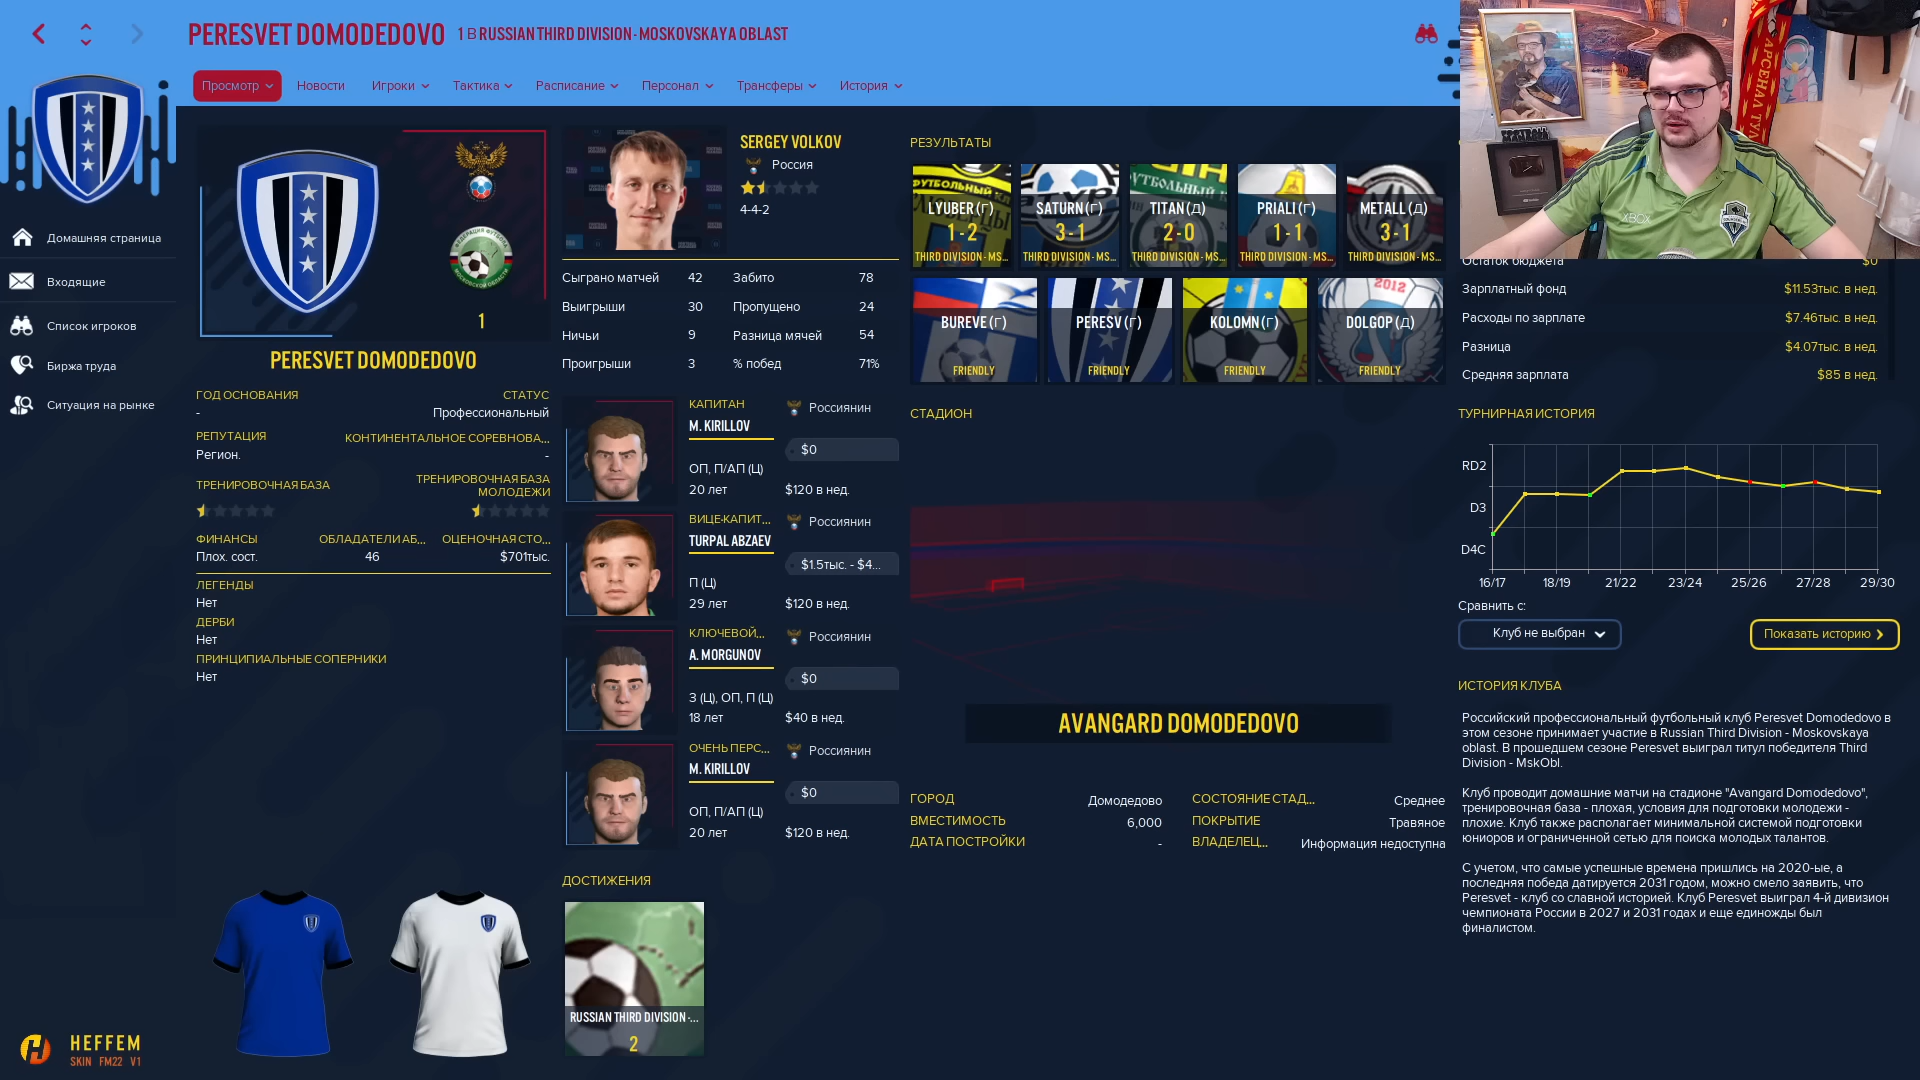 PERESVET DOMODEDOVO
1 В RUSSIAN THIRD DIVISION - MOSKOVSKAYA OBLAST
Просмотр
Новости
Игроки
Тактика
Расписание
Персонал
Трансферы
История
Домашняя страница
Входящие
Список игроков
Биржа труда
Ситуация на рынке
1
PERESVET DOMODEDOVO
ГОД ОСНОВАНИЯ
СТАТУС
-
Профессиональный
РЕПУТАЦИЯ
КОНТИНЕНТАЛЬНОЕ СОРЕВНОВА...
Регион.
-
ТРЕНИРОВОЧНАЯ БАЗА
ТРЕНИРОВОЧНАЯ БАЗА
МОЛОДЕЖИ
ФИНАНСЫ
ОБЛАДАТЕЛИ АБ...
ОЦЕНОЧНАЯ СТО...
Плох. сост.
46
$701тыс.
ЛЕГЕНДЫ
Нет
ДЕРБИ
Нет
ПРИНЦИПИАЛЬНЫЕ СОПЕРНИКИ
Нет
HEFFEM
SKIN FM22 V1
SERGEY VOLKOV
Россия
4-4-2
Сыграно матчей 42 Забито 78
Выигрыши 30 Пропущено 24
Ничьи 9 Разница мячей 54
Проигрыши 3 % побед 71%
КАПИТАН
Россиянин
M. KIRILLOV
$0
ОП, П/АП (Ц)
20 лет
$120 в нед.
ВИЦЕ-КАПИТ...
Россиянин
TURPAL ABZAEV
$1.5тыс. - $4...
П (Ц)
29 лет
$120 в нед.
КЛЮЧЕВОЙ...
Россиянин
A. MORGUNOV
$0
З (Ц), ОП, П (Ц)
18 лет
$40 в нед.
ОЧЕНЬ ПЕРС...
Россиянин
M. KIRILLOV
$0
ОП, П/АП (Ц)
20 лет
$120 в нед.
ДОСТИЖЕНИЯ
RUSSIAN THIRD DIVISION -...
2
РЕЗУЛЬТАТЫ
LYUBER (Г)
1 - 2
THIRD DIVISION - MS...
SATURN (Г)
3 - 1
THIRD DIVISION - MS...
TITAN (Д)
2 - 0
THIRD DIVISION - MS...
PRIALI (Г)
1 - 1
THIRD DIVISION - MS...
METALL (Д)
3 - 1
THIRD DIVISION - MS...
BUREVE (Г)
FRIENDLY
PERESV (Г)
FRIENDLY
KOLOMN (Г)
FRIENDLY
2012
DOLGOP (Д)
FRIENDLY
СТАДИОН
AVANGARD DOMODEDOVO
ГОРОД
Домодедово
СОСТОЯНИЕ СТАД...
Среднее
ВМЕСТИМОСТЬ
6,000
ПОКРЫТИЕ
Травяное
ДАТА ПОСТРОЙКИ
-
ВЛАДЕЛЕЦ...
Информация недоступна
XBOX
АРСЕНАЛ ТУЛ
Остаток бюджета $0
Зарплатный фонд $11.53тыс. в нед.
Расходы по зарплате $7.46тыс. в нед.
Разница $4.07тыс. в нед.
Средняя зарплата $85 в нед.
ТУРНИРНАЯ ИСТОРИЯ
RD2
D3
D4C
16/17 18/19 21/22 23/24 25/26 27/28 29/30
Сравнить с:
Клуб не выбран
Показать историю
ИСТОРИЯ КЛУБА
Российский профессиональный футбольный клуб Peresvet Domodedovo в
этом сезоне принимает участие в Russian Third Division - Moskovskaya
oblast. В прошедшем сезоне Peresvet выиграл титул победителя Third
Division - MskObl.
Клуб проводит домашние матчи на стадионе "Avangard Domodedovo",
тренировочная база - плохая, условия для подготовки молодежи -
плохие. Клуб также располагает минимальной системой подготовки
юниоров и ограниченной сетью для поиска молодых талантов.
С учетом, что самые успешные времена пришлись на 2020-ые, а
последняя победа датируется 2031 годом, можно смело заявить, что
Peresvet - клуб со славной историей. Клуб Peresvet выиграл 4-й дивизион
чемпионата России в 2027 и 2031 годах и еще единожды был
финалистом.